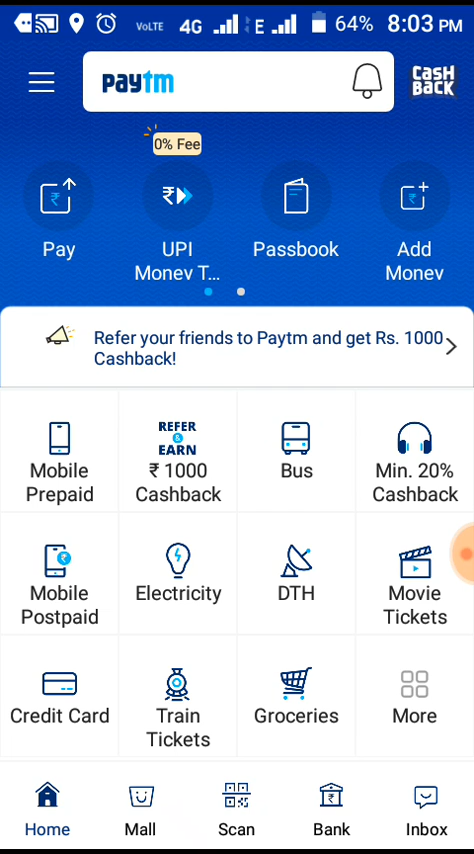 VoLTE 4G E 64% 8:03 PM
paytm
CASH
BACK
0% Fee
Pay
UPI
Money T...
Passbook
Add
Money
Refer your friends to Paytm and get Rs. 1000
Cashback!
Mobile
Prepaid
REFER
&
EARN
₹ 1000
Cashback
Bus
Min. 20%
Cashback
Mobile
Postpaid
Electricity
DTH
Movie
Tickets
Credit Card
Train
Tickets
Groceries
More
Home
Mall
Scan
Bank
Inbox